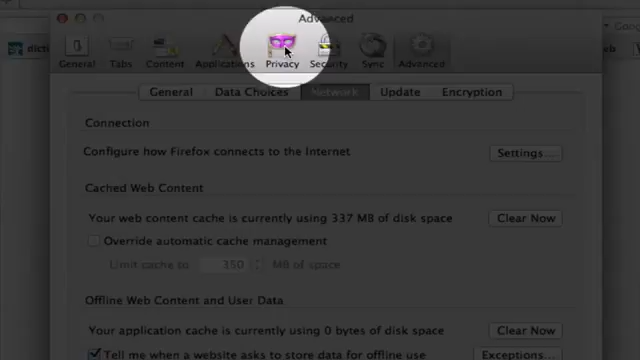 Advanced
Goog
dicti
General Tabs Content Applications Privacy Security Sync Advanced
General Data Choices Network Update Encryption
Connection
Configure how Firefox connects to the Internet Settings...
Cached Web Content
Your web content cache is currently using 337 MB of disk space Clear Now
Override automatic cache management
Limit cache to 350 MB of space
Offline Web Content and User Data
Your application cache is currently using 0 bytes of disk space Clear Now
Tell me when a website asks to store data for offline use Exceptions...